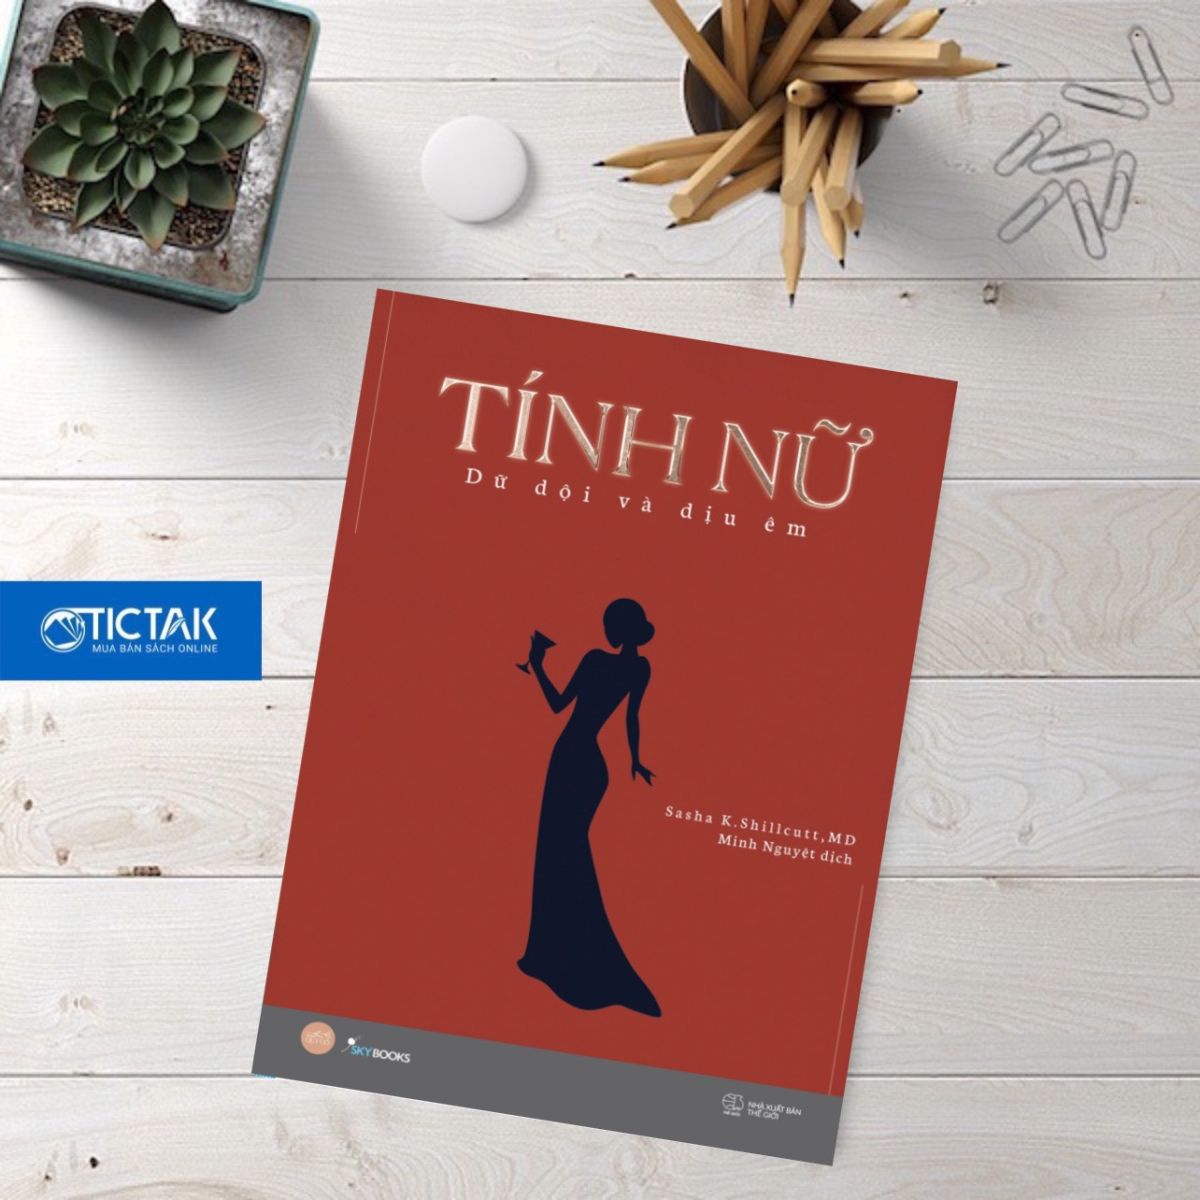 TÍNH NỮ
Dữ dội và dịu êm
TICTAK
MUA BÁN SÁCH ONLINE
Sasha K.Shillcutt,MD
Minh Nguyệt dịch
SKYBOOKS
NHÀ XUẤT BẢN
THẾ GIỚI